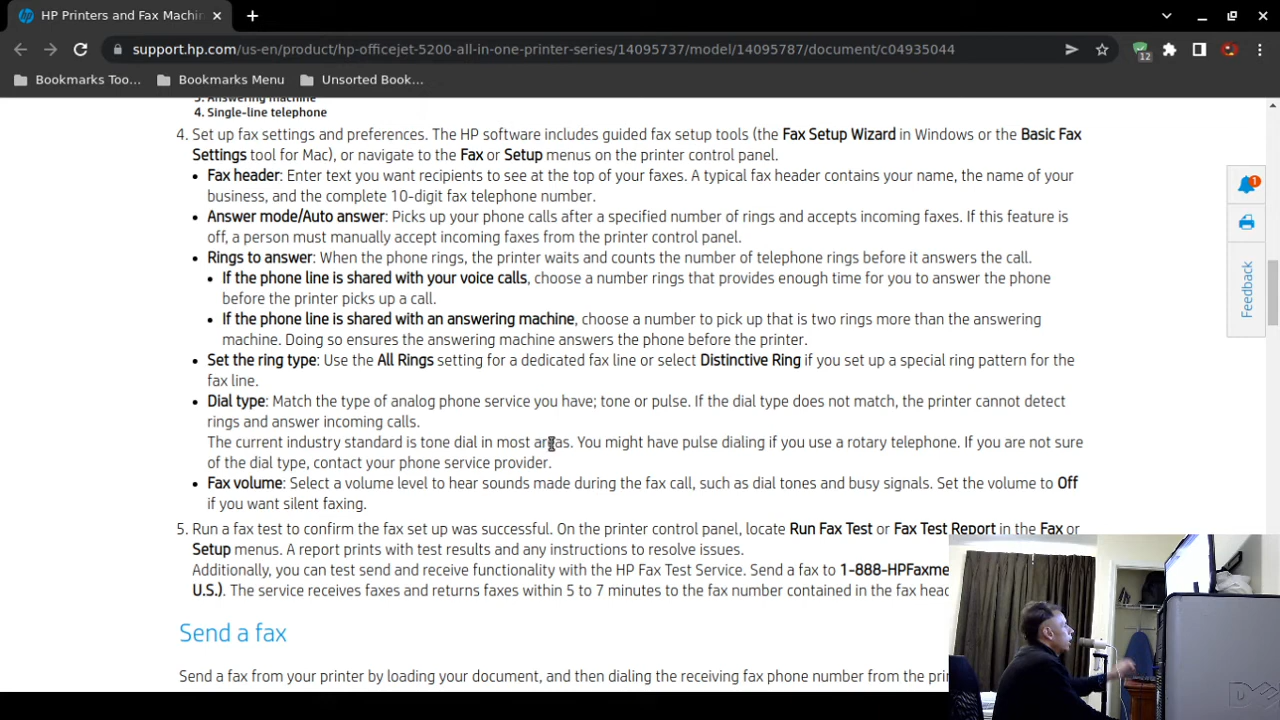 HP Printers and Fax Machin
support.hp.com/us-en/product/hp-officejet-5200-all-in-one-printer-series/14095737/model/14095787/document/c04935044
12
Bookmarks Too...
Bookmarks Menu
Unsorted Book...
3. Answering machine
4. Single-line telephone
4. Set up fax settings and preferences. The HP software includes guided fax setup tools (the Fax Setup Wizard in Windows or the Basic Fax
Settings tool for Mac), or navigate to the Fax or Setup menus on the printer control panel.
• Fax header: Enter text you want recipients to see at the top of your faxes. A typical fax header contains your name, the name of your
business, and the complete 10-digit fax telephone number.
• Answer mode/Auto answer: Picks up your phone calls after a specified number of rings and accepts incoming faxes. If this feature is
off, a person must manually accept incoming faxes from the printer control panel.
• Rings to answer: When the phone rings, the printer waits and counts the number of telephone rings before it answers the call.
• If the phone line is shared with your voice calls, choose a number rings that provides enough time for you to answer the phone
before the printer picks up a call.
• If the phone line is shared with an answering machine, choose a number to pick up that is two rings more than the answering
machine. Doing so ensures the answering machine answers the phone before the printer.
• Set the ring type: Use the All Rings setting for a dedicated fax line or select Distinctive Ring if you set up a special ring pattern for the
fax line.
• Dial type: Match the type of analog phone service you have; tone or pulse. If the dial type does not match, the printer cannot detect
rings and answer incoming calls.
The current industry standard is tone dial in most areas. You might have pulse dialing if you use a rotary telephone. If you are not sure
of the dial type, contact your phone service provider.
• Fax volume: Select a volume level to hear sounds made during the fax call, such as dial tones and busy signals. Set the volume to Off
if you want silent faxing.
5. Run a fax test to confirm the fax set up was successful. On the printer control panel, locate Run Fax Test or Fax Test Report in the Fax or
Setup menus. A report prints with test results and any instructions to resolve issues.
Additionally, you can test send and receive functionality with the HP Fax Test Service. Send a fax to 1-888-HPFaxme
U.S.). The service receives faxes and returns faxes within 5 to 7 minutes to the fax number contained in the fax head
Send a fax
Send a fax from your printer by loading your document, and then dialing the receiving fax phone number from the prin
1
Feedback